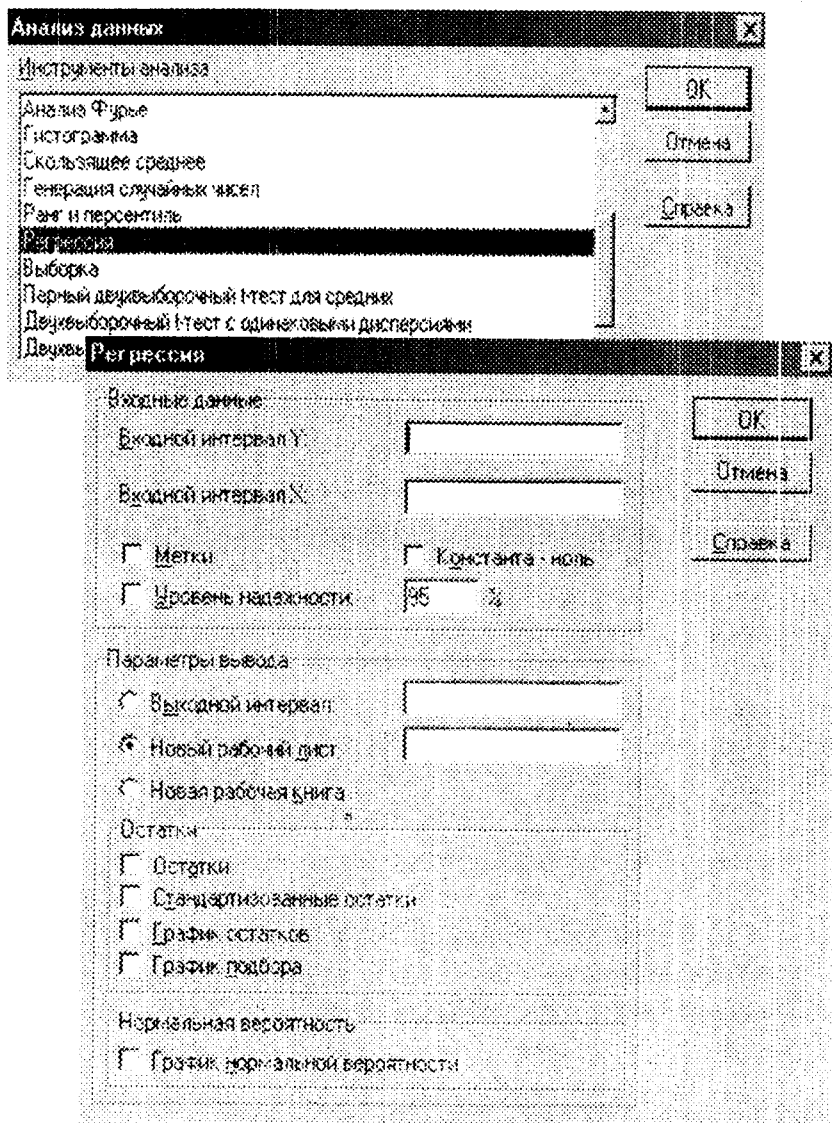 Анализ данных
Инструменты анализа
Анализ Фурье
Гистограмма
Скользящее среднее
Генерация случайных чисел
Ранг и персентиль
Регрессия
Выборка
Парный двухвыборочный t-тест для средних
Двухвыборочный t-тест с одинаковыми дисперсиями
Двухвы
OK
Отмена
Справка
Регрессия
Входные данные
Входной интервал Y:
Входной интервал X:
Метки
Константа - ноль
Уровень надежности:
95 %
OK
Отмена
Справка
Параметры вывода
Выходной интервал:
Новый рабочий лист:
Новая рабочая книга
Остатки
Остатки
Стандартизованные остатки
График остатков
График подбора
Нормальная вероятность
График нормальной вероятности